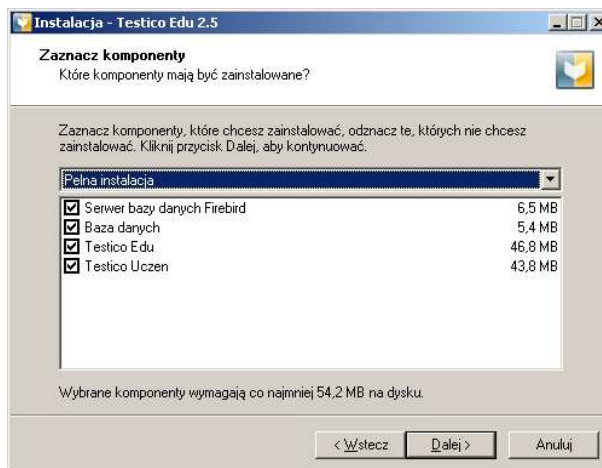 Instalacja - Testico Edu 2.5
Zaznacz komponenty
Które komponenty mają być zainstalowane?
Zaznacz komponenty, które chcesz zainstalować, odznacz te, których nie chcesz
zainstalować. Kliknij przycisk Dalej, aby kontynuować.
Pełna instalacja
Serwer bazy danych Firebird 6,5 MB
Baza danych 5,4 MB
Testico Edu 46,8 MB
Testico Uczen 43,8 MB
Wybrane komponenty wymagają co najmniej 54,2 MB na dysku.
< Wstecz Dalej > Anuluj